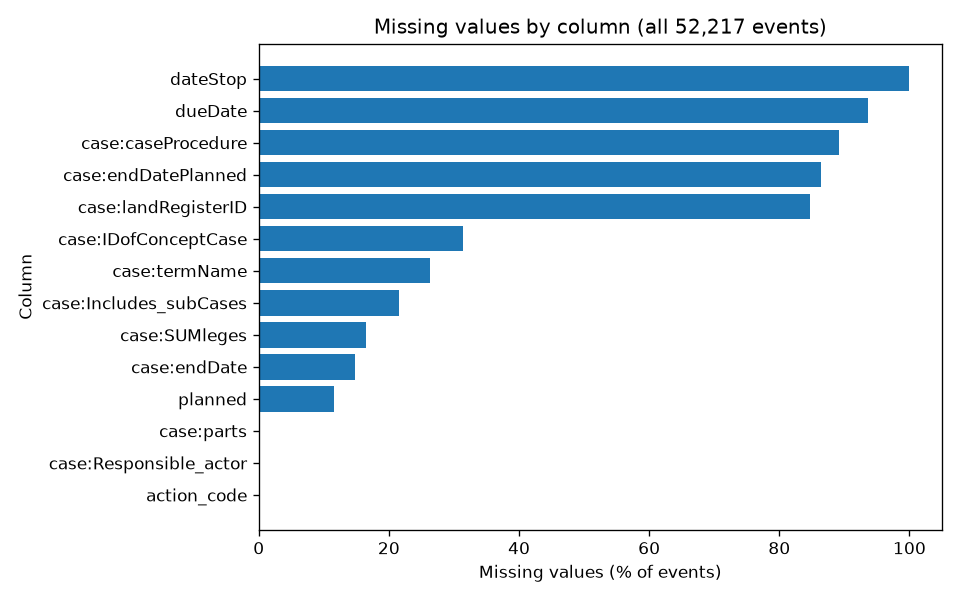 Missing values by column (all 52,217 events)
Column
dateStop
dueDate
case:caseProcedure
case:endDatePlanned
case:landRegisterID
case:IDofConceptCase
case:termName
case:Includes_subCases
case:SUMleges
case:endDate
planned
case:parts
case:Responsible_actor
action_code
0 20 40 60 80 100
Missing values (% of events)